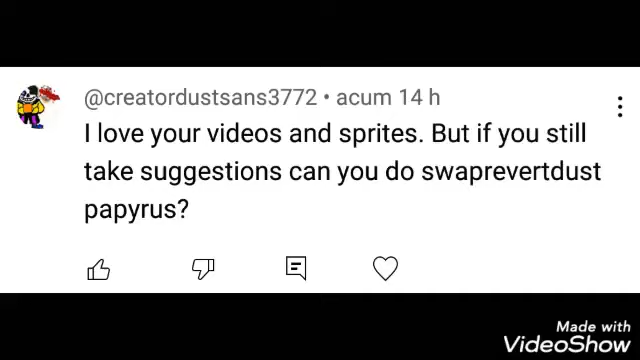 @creatordustsans3772 • acum 14 h
I love your videos and sprites. But if you still
take suggestions can you do swaprevertdust
papyrus?
Made with
VideoShow